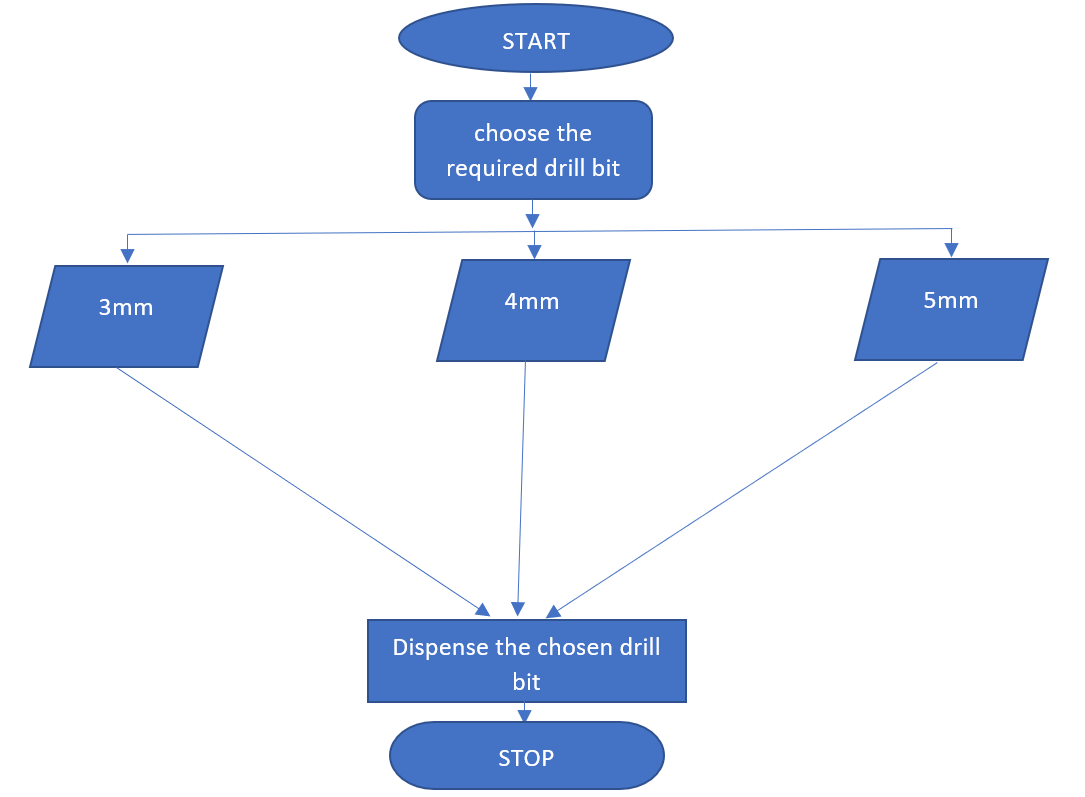 START
choose the
required drill bit
3mm
4mm
5mm
Dispense the chosen drill
bit
STOP